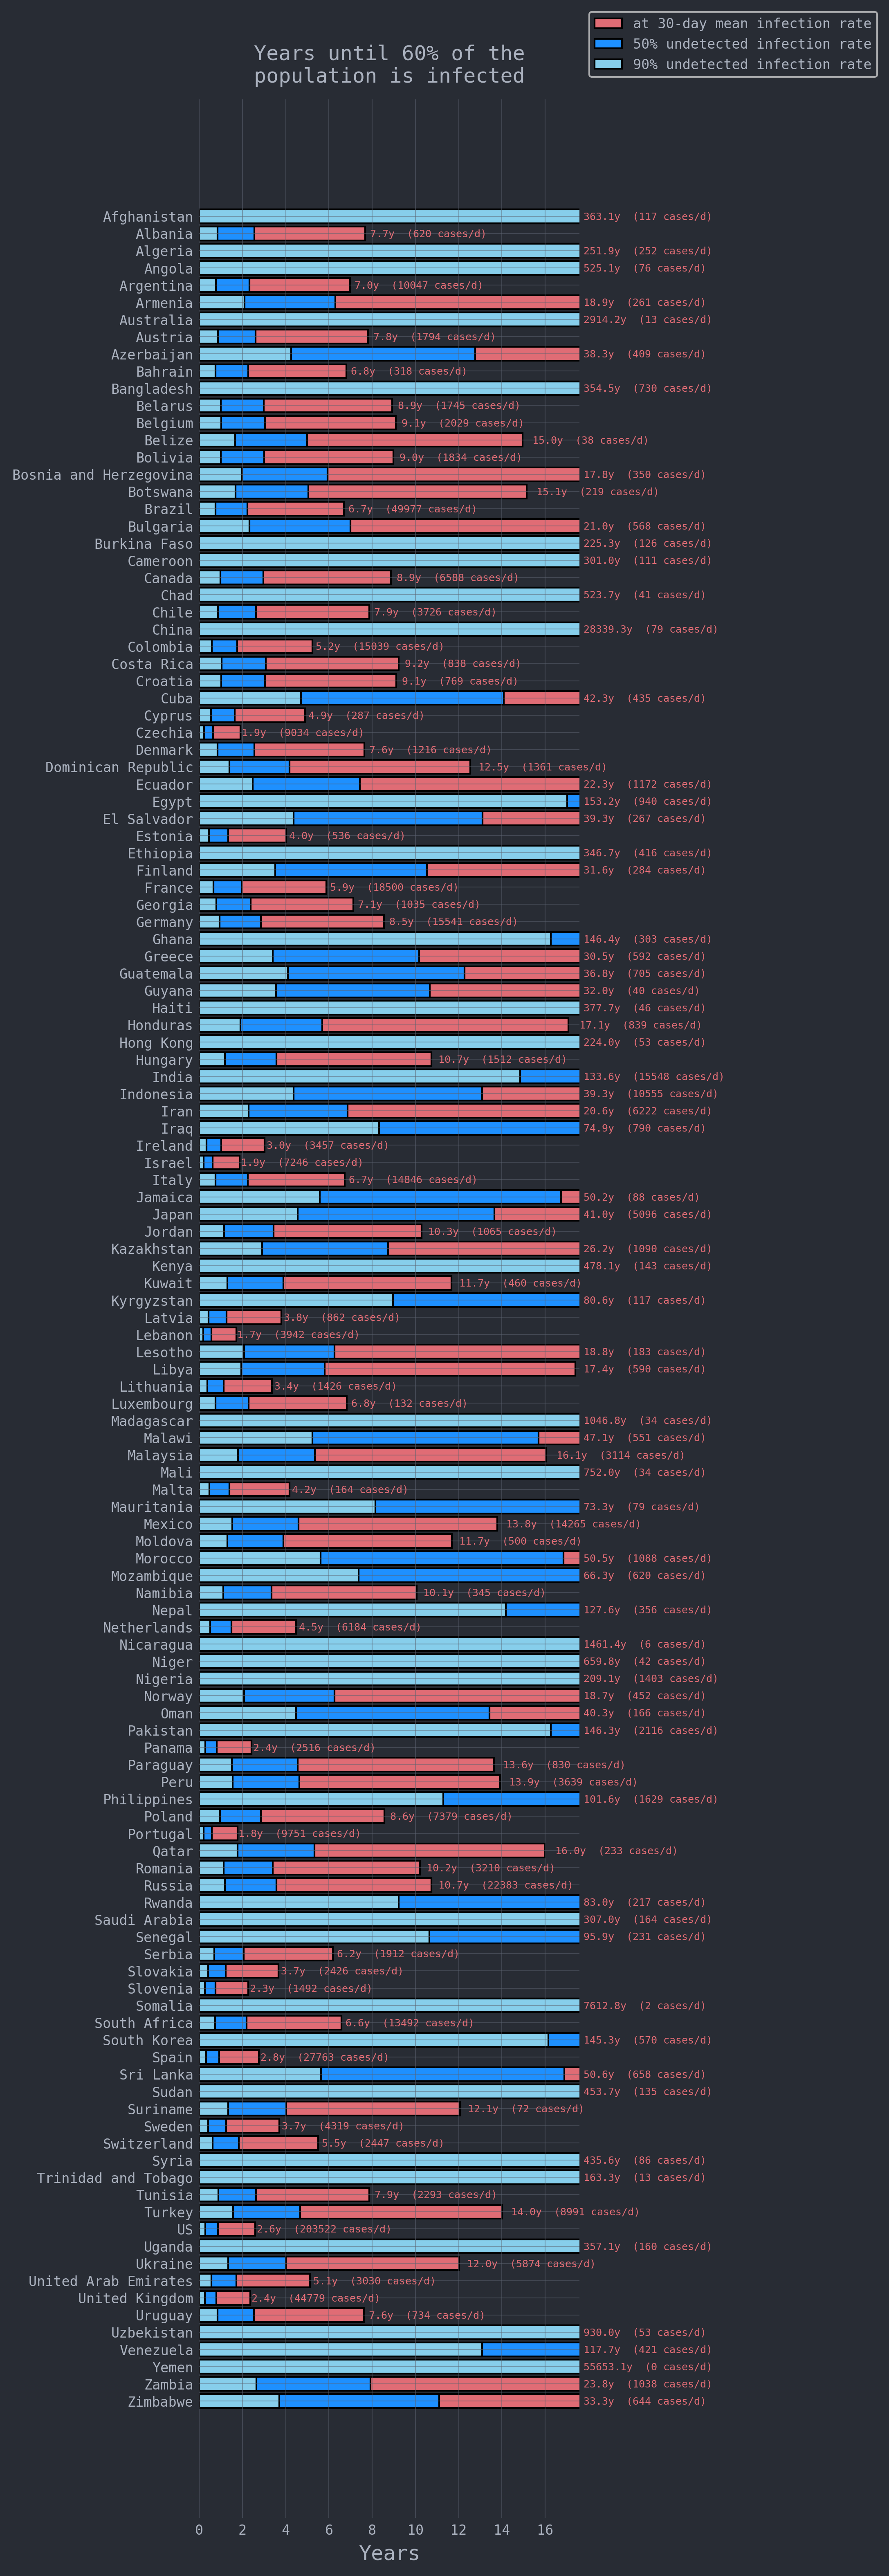 at 30-day mean infection rate
50% undetected infection rate
90% undetected infection rate
Years until 60% of the
population is infected
Afghanistan 363.1y (117 cases/d)
Albania 7.7y (620 cases/d)
Algeria 251.9y (252 cases/d)
Angola 525.1y (76 cases/d)
Argentina 7.0y (10047 cases/d)
Armenia 18.9y (261 cases/d)
Australia 2914.2y (13 cases/d)
Austria 7.8y (1794 cases/d)
Azerbaijan 38.3y (409 cases/d)
Bahrain 6.8y (318 cases/d)
Bangladesh 354.5y (730 cases/d)
Belarus 8.9y (1745 cases/d)
Belgium 9.1y (2029 cases/d)
Belize 15.0y (38 cases/d)
Bolivia 9.0y (1834 cases/d)
Bosnia and Herzegovina 17.8y (350 cases/d)
Botswana 15.1y (219 cases/d)
Brazil 6.7y (49977 cases/d)
Bulgaria 21.0y (568 cases/d)
Burkina Faso 225.3y (126 cases/d)
Cameroon 301.0y (111 cases/d)
Canada 8.9y (6588 cases/d)
Chad 523.7y (41 cases/d)
Chile 7.9y (3726 cases/d)
China 28339.3y (79 cases/d)
Colombia 5.2y (15039 cases/d)
Costa Rica 9.2y (838 cases/d)
Croatia 9.1y (769 cases/d)
Cuba 42.3y (435 cases/d)
Cyprus 4.9y (287 cases/d)
Czechia 1.9y (9034 cases/d)
Denmark 7.6y (1216 cases/d)
Dominican Republic 12.5y (1361 cases/d)
Ecuador 22.3y (1172 cases/d)
Egypt 153.2y (940 cases/d)
El Salvador 39.3y (267 cases/d)
Estonia 4.0y (536 cases/d)
Ethiopia 346.7y (416 cases/d)
Finland 31.6y (284 cases/d)
France 5.9y (18500 cases/d)
Georgia 7.1y (1035 cases/d)
Germany 8.5y (15541 cases/d)
Ghana 146.4y (303 cases/d)
Greece 30.5y (592 cases/d)
Guatemala 36.8y (705 cases/d)
Guyana 32.0y (40 cases/d)
Haiti 377.7y (46 cases/d)
Honduras 17.1y (839 cases/d)
Hong Kong 224.0y (53 cases/d)
Hungary 10.7y (1512 cases/d)
India 133.6y (15548 cases/d)
Indonesia 39.3y (10555 cases/d)
Iran 20.6y (6222 cases/d)
Iraq 74.9y (790 cases/d)
Ireland 3.0y (3457 cases/d)
Israel 1.9y (7246 cases/d)
Italy 6.7y (14846 cases/d)
Jamaica 50.2y (88 cases/d)
Japan 41.0y (5096 cases/d)
Jordan 10.3y (1065 cases/d)
Kazakhstan 26.2y (1090 cases/d)
Kenya 478.1y (143 cases/d)
Kuwait 11.7y (460 cases/d)
Kyrgyzstan 80.6y (117 cases/d)
Latvia 3.8y (862 cases/d)
Lebanon 1.7y (3942 cases/d)
Lesotho 18.8y (183 cases/d)
Libya 17.4y (590 cases/d)
Lithuania 3.4y (1426 cases/d)
Luxembourg 6.8y (132 cases/d)
Madagascar 1046.8y (34 cases/d)
Malawi 47.1y (551 cases/d)
Malaysia 16.1y (3114 cases/d)
Mali 752.0y (34 cases/d)
Malta 4.2y (164 cases/d)
Mauritania 73.3y (79 cases/d)
Mexico 13.8y (14265 cases/d)
Moldova 11.7y (500 cases/d)
Morocco 50.5y (1088 cases/d)
Mozambique 66.3y (620 cases/d)
Namibia 10.1y (345 cases/d)
Nepal 127.6y (356 cases/d)
Netherlands 4.5y (6184 cases/d)
Nicaragua 1461.4y (6 cases/d)
Niger 659.8y (42 cases/d)
Nigeria 209.1y (1403 cases/d)
Norway 18.7y (452 cases/d)
Oman 40.3y (166 cases/d)
Pakistan 146.3y (2116 cases/d)
Panama 2.4y (2516 cases/d)
Paraguay 13.6y (830 cases/d)
Peru 13.9y (3639 cases/d)
Philippines 101.6y (1629 cases/d)
Poland 8.6y (7379 cases/d)
Portugal 1.8y (9751 cases/d)
Qatar 16.0y (233 cases/d)
Romania 10.2y (3210 cases/d)
Russia 10.7y (22383 cases/d)
Rwanda 83.0y (217 cases/d)
Saudi Arabia 307.0y (164 cases/d)
Senegal 95.9y (231 cases/d)
Serbia 6.2y (1912 cases/d)
Slovakia 3.7y (2426 cases/d)
Slovenia 2.3y (1492 cases/d)
Somalia 7612.8y (2 cases/d)
South Africa 6.6y (13492 cases/d)
South Korea 145.3y (570 cases/d)
Spain 2.8y (27763 cases/d)
Sri Lanka 50.6y (658 cases/d)
Sudan 453.7y (135 cases/d)
Suriname 12.1y (72 cases/d)
Sweden 3.7y (4319 cases/d)
Switzerland 5.5y (2447 cases/d)
Syria 435.6y (86 cases/d)
Trinidad and Tobago 163.3y (13 cases/d)
Tunisia 7.9y (2293 cases/d)
Turkey 14.0y (8991 cases/d)
US 2.6y (203522 cases/d)
Uganda 357.1y (160 cases/d)
Ukraine 12.0y (5874 cases/d)
United Arab Emirates 5.1y (3030 cases/d)
United Kingdom 2.4y (44779 cases/d)
Uruguay 7.6y (734 cases/d)
Uzbekistan 930.0y (53 cases/d)
Venezuela 117.7y (421 cases/d)
Yemen 55653.1y (0 cases/d)
Zambia 23.8y (1038 cases/d)
Zimbabwe 33.3y (644 cases/d)
0 2 4 6 8 10 12 14 16
Years